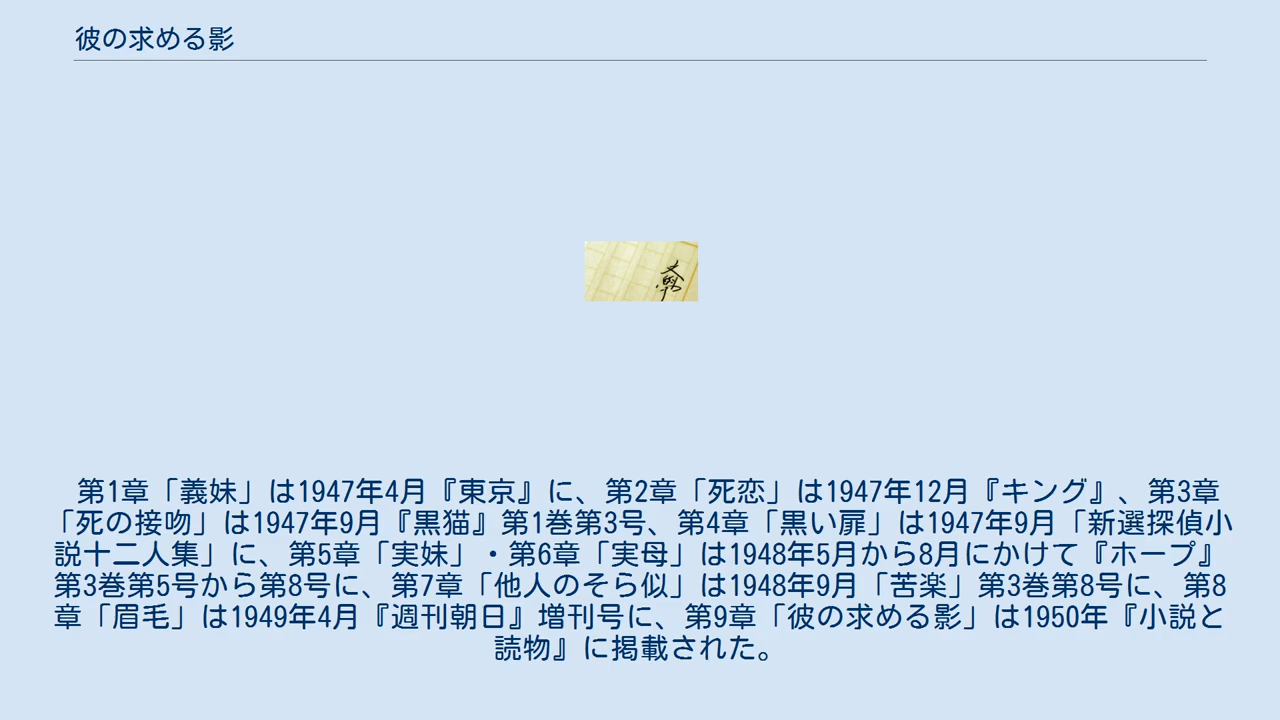 彼の求める影
第1章「義妹」は1947年4月『東京』に、第2章「死恋」は1947年12月『キング』、第3章
「死の接吻」は1947年9月『黒猫』第1巻第3号、第4章「黒い扉」は1947年9月「新選探偵小
説十二人集」に、第5章「実妹」・第6章「実母」は1948年5月から8月にかけて『ホープ』
第3巻第5号から第8号に、第7章「他人のそら似」は1948年9月「苦楽」第3巻第8号に、第8
章「眉毛」は1949年4月『週刊朝日』増刊号に、第9章「彼の求める影」は1950年『小説と
読物』に掲載された。